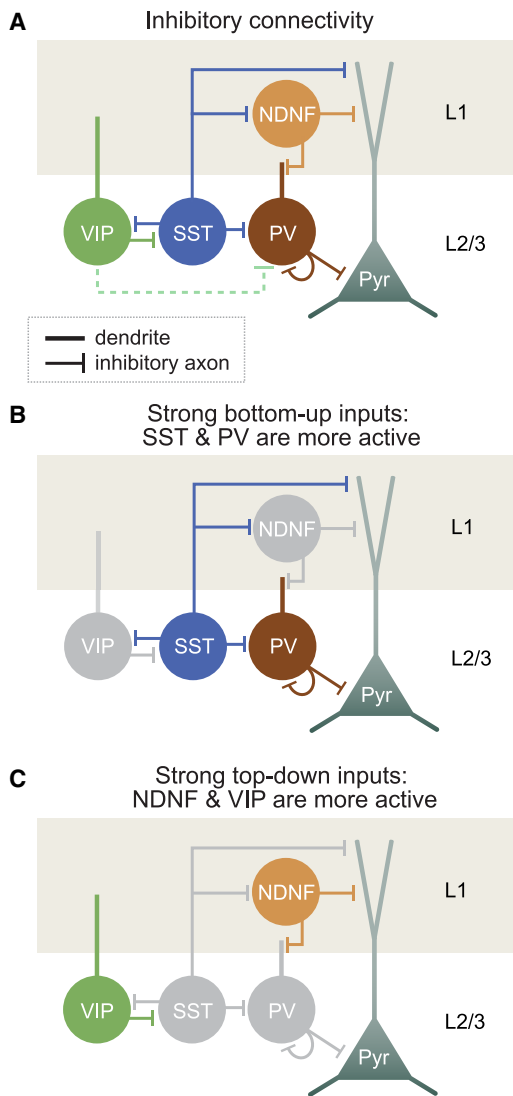 A
Inhibitory connectivity
NDNF
L1
VIP
SST
PV
L2/3
Pyr
dendrite
inhibitory axon
B
Strong bottom-up inputs:
SST & PV are more active
NDNF
L1
VIP
SST
PV
L2/3
Pyr
C
Strong top-down inputs:
NDNF & VIP are more active
NDNF
L1
VIP
SST
PV
L2/3
Pyr